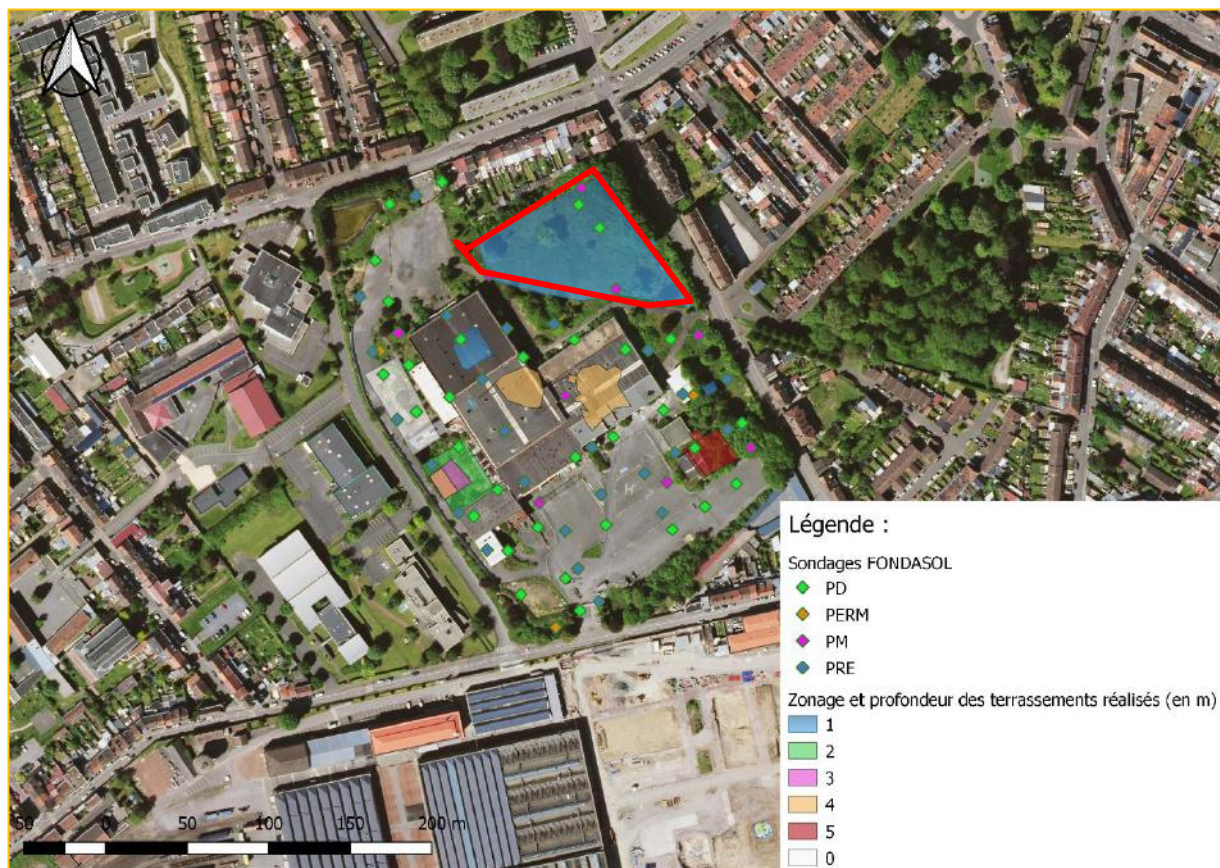 Légende :
Sondages FONDASOL
PD
PERM
PM
PRE
Zonage et profondeur des terrassements réalisés (en m)
1
2
3
4
5
0
50 0 50 100 150 200 m
H